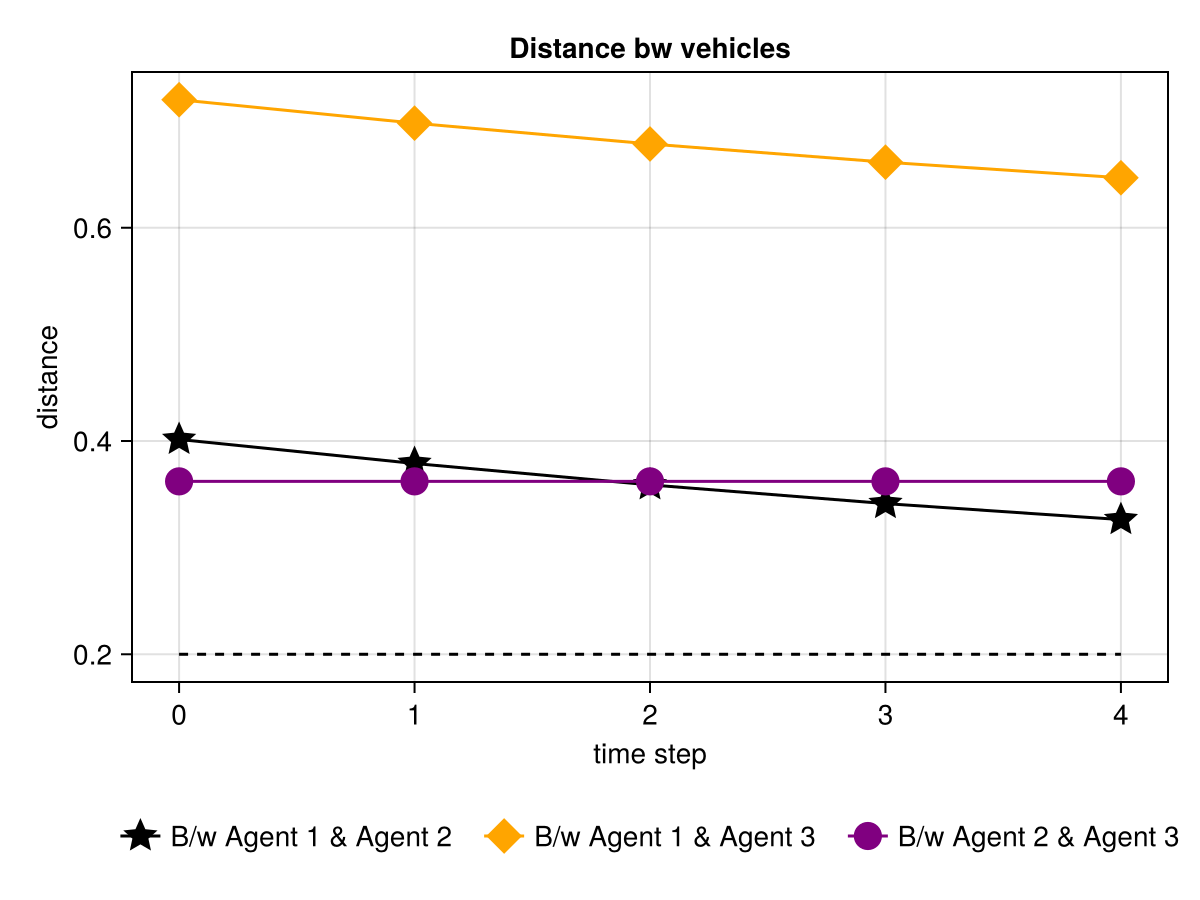 Distance bw vehicles
distance
0.6
0.4
0.2
0 1 2 3 4
time step
B/w Agent 1 & Agent 2 B/w Agent 1 & Agent 3 B/w Agent 2 & Agent 3